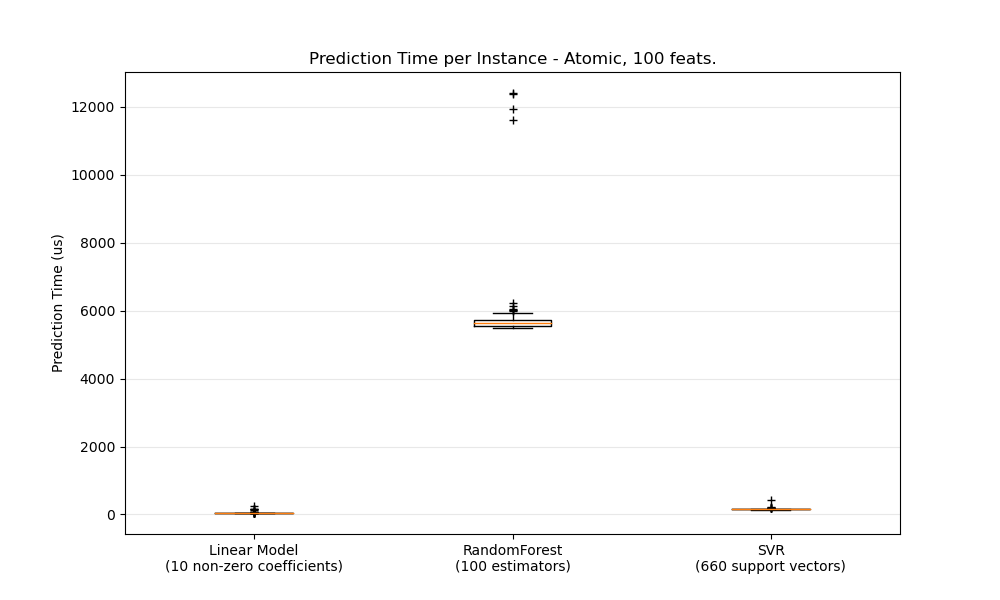 Prediction Time per Instance - Atomic, 100 feats.
Prediction Time (us)
12000
10000
8000
6000
4000
2000
0
Linear Model
(10 non-zero coefficients)
RandomForest
(100 estimators)
SVR
(660 support vectors)